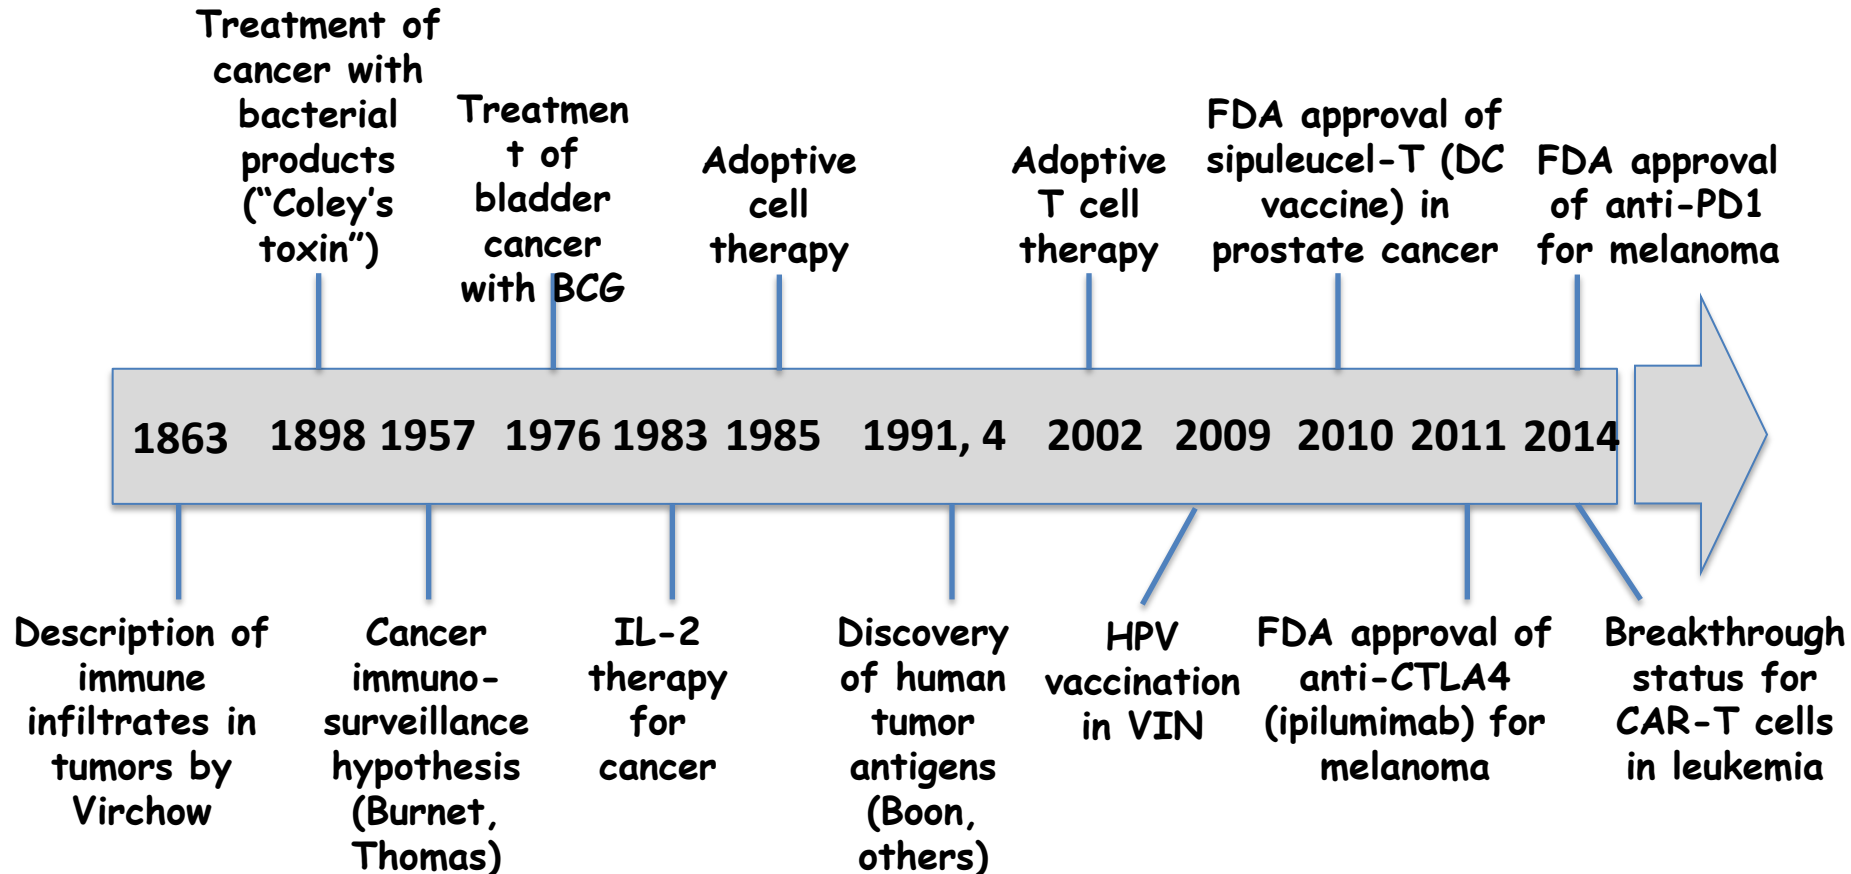 Treatment of
cancer with
bacterial
products
(“Coley’s
toxin”)
Treatmen
t of
bladder
cancer
with BCG
Adoptive
cell
therapy
Adoptive
T cell
therapy
FDA approval of
sipuleucel-T (DC
vaccine) in
prostate cancer
FDA approval
of anti-PD1
for melanoma
1863 1898 1957 1976 1983 1985 1991, 4 2002 2009 2010 2011 2014
Description of
immune
infiltrates in
tumors by
Virchow
Cancer
immuno-
surveillance
hypothesis
(Burnet,
Thomas)
IL-2
therapy
for
cancer
Discovery
of human
tumor
antigens
(Boon,
others)
HPV
vaccination
in VIN
FDA approval of
anti-CTLA4
(ipilumimab) for
melanoma
Breakthrough
status for
CAR-T cells
in leukemia